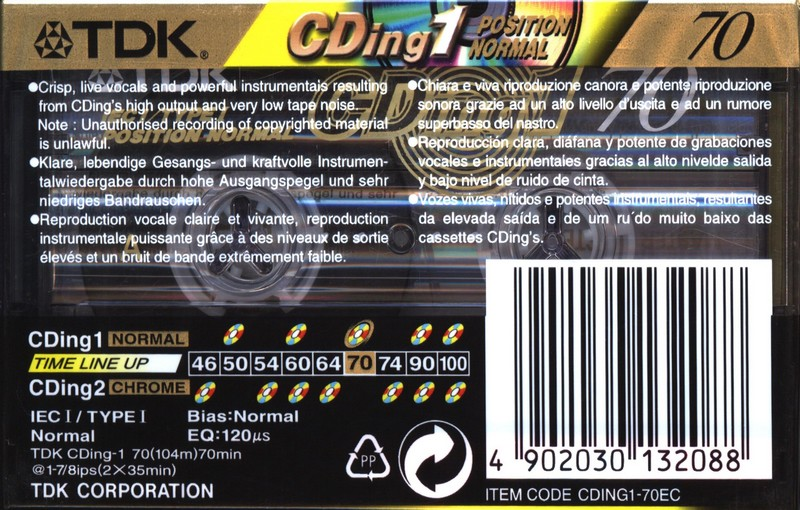 TDK®
CDing1 POSITION
NORMAL
70
●Crisp, live vocals and powerful instrumentais resulting
from CDing's high output and very low tape noise.
Note : Unauthorised recording of copyrighted material
is unlawful.
●Klare, lebendige Gesangs- und kraftvolle Instrumen-
talwiedergabe durch hohe Ausgangspegel und sehr
niedriges Bandrauschen.
●Reproduction vocale claire et vivante, reproduction
instrumentale puissante grâce à des niveaux de sortie
élevés et un bruit de bande extrêmement faible.
●Chiara e viva riproduzione canora e potente riproduzione
sonora grazie ad un alto livello d'uscita e ad un rumore
superbasso del nastro.
●Reproducción clara, diáfana y potente de grabaciones
vocales e instrumentales gracias al alto nivelde salida
y bajo nivel de ruido de cinta.
●Vozes vivas, nítidos e potentes instrumentais, resultantes
da elevada saída e de um ru´do muito baixo das
cassettes CDing's.
CDing1 NORMAL
TIME LINE UP 46 50 54 60 64 70 74 90 100
CDing2 CHROME
IEC I / TYPE I Bias:Normal
Normal EQ:120μs
TDK CDing-1 70(104m)70min
@1-7/8ips(2×35min)
TDK CORPORATION
PP
4 902030 132088
ITEM CODE CDING1-70EC